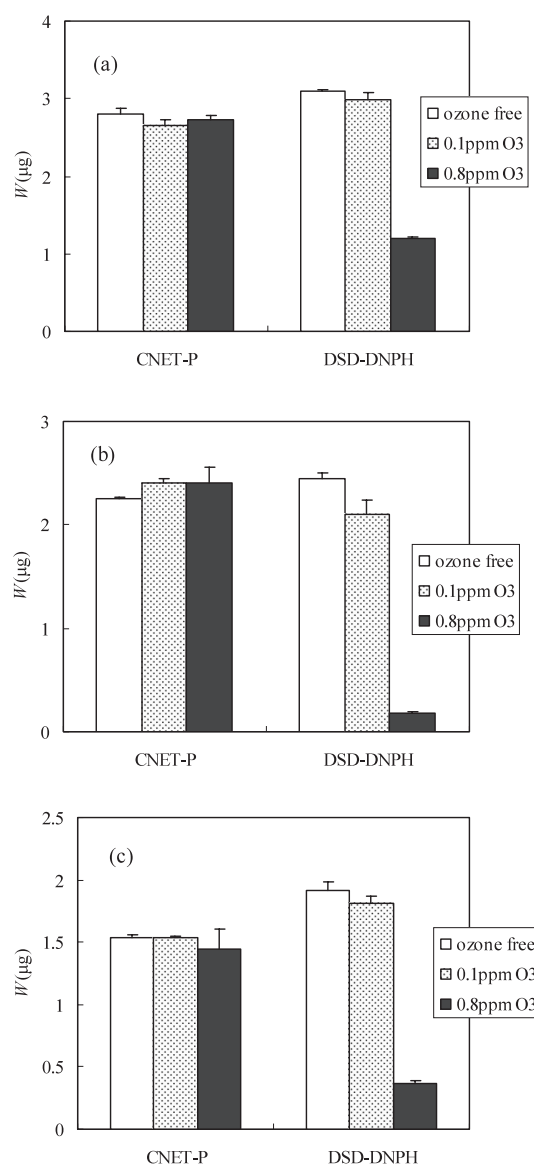 4
(a)
3
ozone free
0.1ppm O3
0.8ppm O3
2
W(μg)
1
0
CNET-P DSD-DNPH
3
(b)
2
ozone free
0.1ppm O3
0.8ppm O3
W(μg)
1
0
CNET-P DSD-DNPH
2.5
(c)
2
1.5
ozone free
0.1ppm O3
0.8ppm O3
W(μg)
1
0.5
0
CNET-P DSD-DNPH